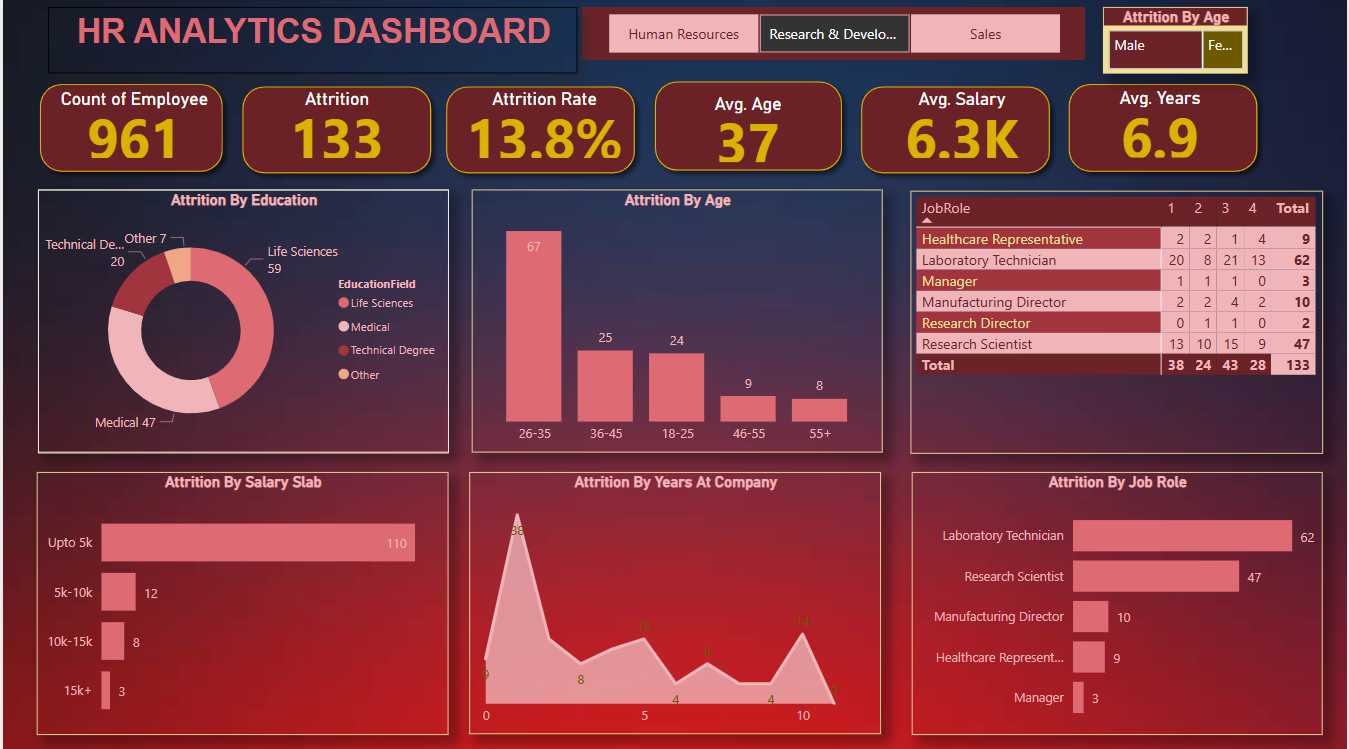 HR ANALYTICS DASHBOARD
Human Resources
Research & Develo...
Sales
Attrition By Age
Male
Fe...
Count of Employee
961
Attrition
133
Attrition Rate
13.8%
Avg. Age
37
Avg. Salary
6.3K
Avg. Years
6.9
Attrition By Education
Technical De...
20
Other 7
Life Sciences
59
Medical 47
EducationField
Life Sciences
Medical
Technical Degree
Other
Attrition By Age
67
25
24
9
8
26-35 36-45 18-25 46-55 55+
JobRole 1 2 3 4 Total
Healthcare Representative 2 2 1 4 9
Laboratory Technician 20 8 21 13 62
Manager 1 1 1 0 3
Manufacturing Director 2 2 4 2 10
Research Director 0 1 1 0 2
Research Scientist 13 10 15 9 47
Total 38 24 43 28 133
Attrition By Salary Slab
Upto 5k 110
5k-10k 12
10k-15k 8
15k+ 3
Attrition By Years At Company
9
38
8
4
4
14
0 5 10
Attrition By Job Role
Laboratory Technician 62
Research Scientist 47
Manufacturing Director 10
Healthcare Represent... 9
Manager 3